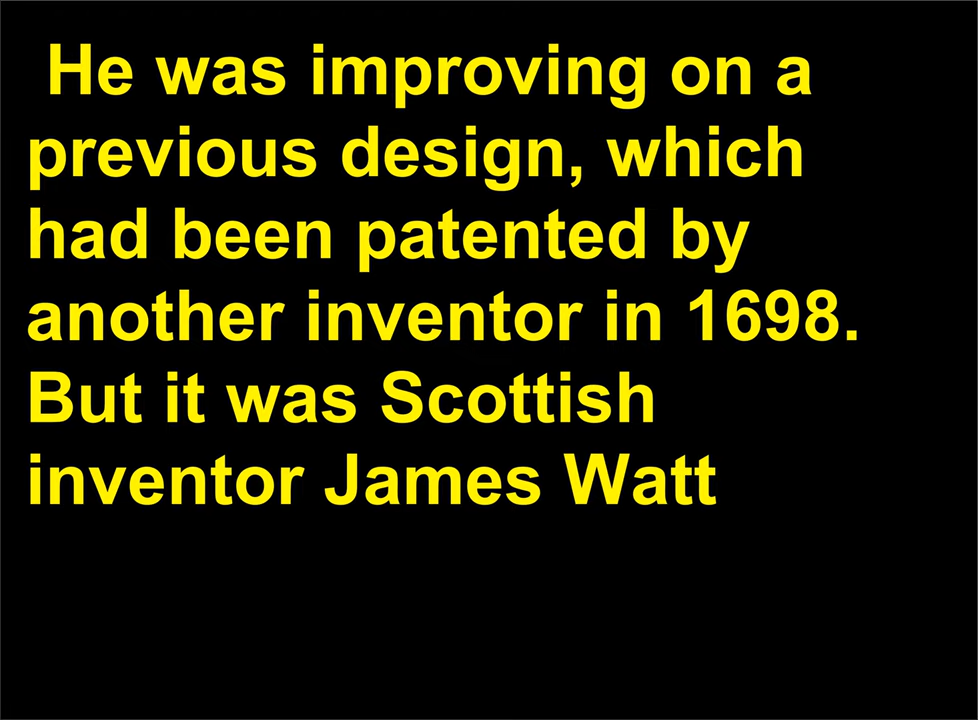 He was improving on a
previous design, which
had been patented by
another inventor in 1698.
But it was Scottish
inventor James Watt